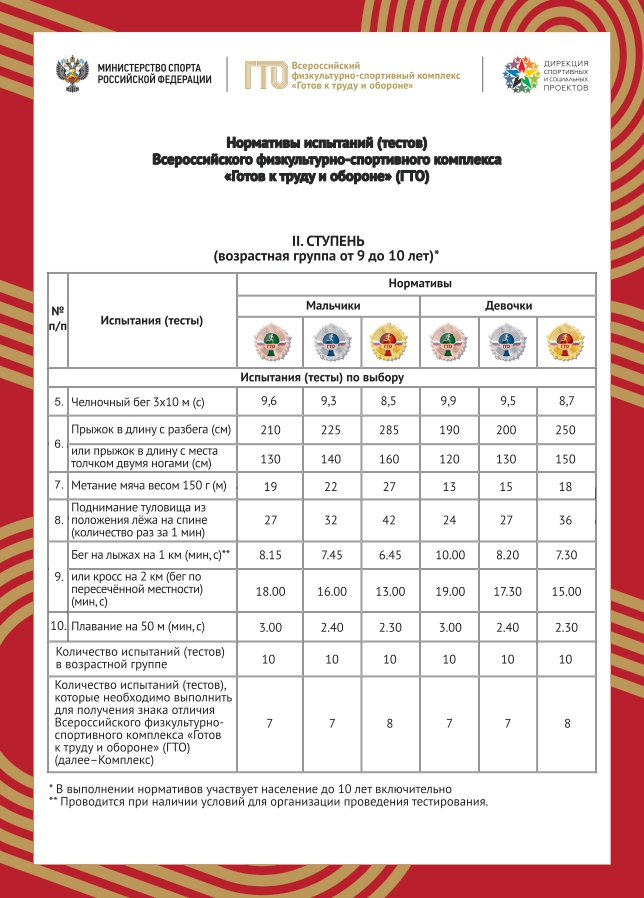 МИНИСТЕРСТВО СПОРТА
РОССИЙСКОЙ ФЕДЕРАЦИИ
ГТО
Всероссийский
физкультурно-спортивный комплекс
«Готов к труду и обороне»
ДИРЕКЦИЯ
СПОРТИВНЫХ
И СОЦИАЛЬНЫХ
ПРОЕКТОВ
Нормативы испытаний (тестов)
Всероссийского физкультурно-спортивного комплекса
«Готов к труду и обороне» (ГТО)
II. СТУПЕНЬ
(возрастная группа от 9 до 10 лет)*
№
п/п
Испытания (тесты)
Нормативы
Мальчики Девочки
ГТО ГТО ГТО ГТО ГТО ГТО
Испытания (тесты) по выбору
5. Челночный бег 3х10 м (с) 9,6 9,3 8,5 9,9 9,5 8,7
6. Прыжок в длину с разбега (см) 210 225 285 190 200 250
или прыжок в длину с места
толчком двумя ногами (см) 130 140 160 120 130 150
7. Метание мяча весом 150 г (м) 19 22 27 13 15 18
8. Поднимание туловища из
положения лёжа на спине
(количество раз за 1 мин) 27 32 42 24 27 36
9. Бег на лыжах на 1 км (мин, с)** 8.15 7.45 6.45 10.00 8.20 7.30
или кросс на 2 км (бег по
пересечённой местности)
(мин, с) 18.00 16.00 13.00 19.00 17.30 15.00
10. Плавание на 50 м (мин, с) 3.00 2.40 2.30 3.00 2.40 2.30
Количество испытаний (тестов)
в возрастной группе 10 10 10 10 10 10
Количество испытаний (тестов),
которые необходимо выполнить
для получения знака отличия
Всероссийского физкультурно-
спортивного комплекса «Готов
к труду и обороне» (ГТО)
(далее–Комплекс) 7 7 8 7 7 8
* В выполнении нормативов участвует население до 10 лет включительно
** Проводится при наличии условий для организации проведения тестирования.